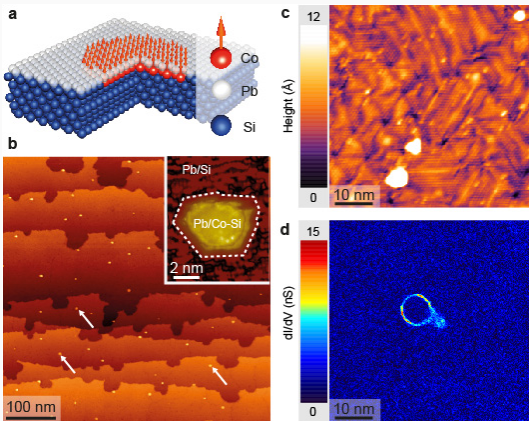 a
Co
Pb
Si
b
Pb/Si
Pb/Co-Si
2 nm
100 nm
c
12
Height (Å)
0
10 nm
d
15
dI/dV (nS)
0
10 nm